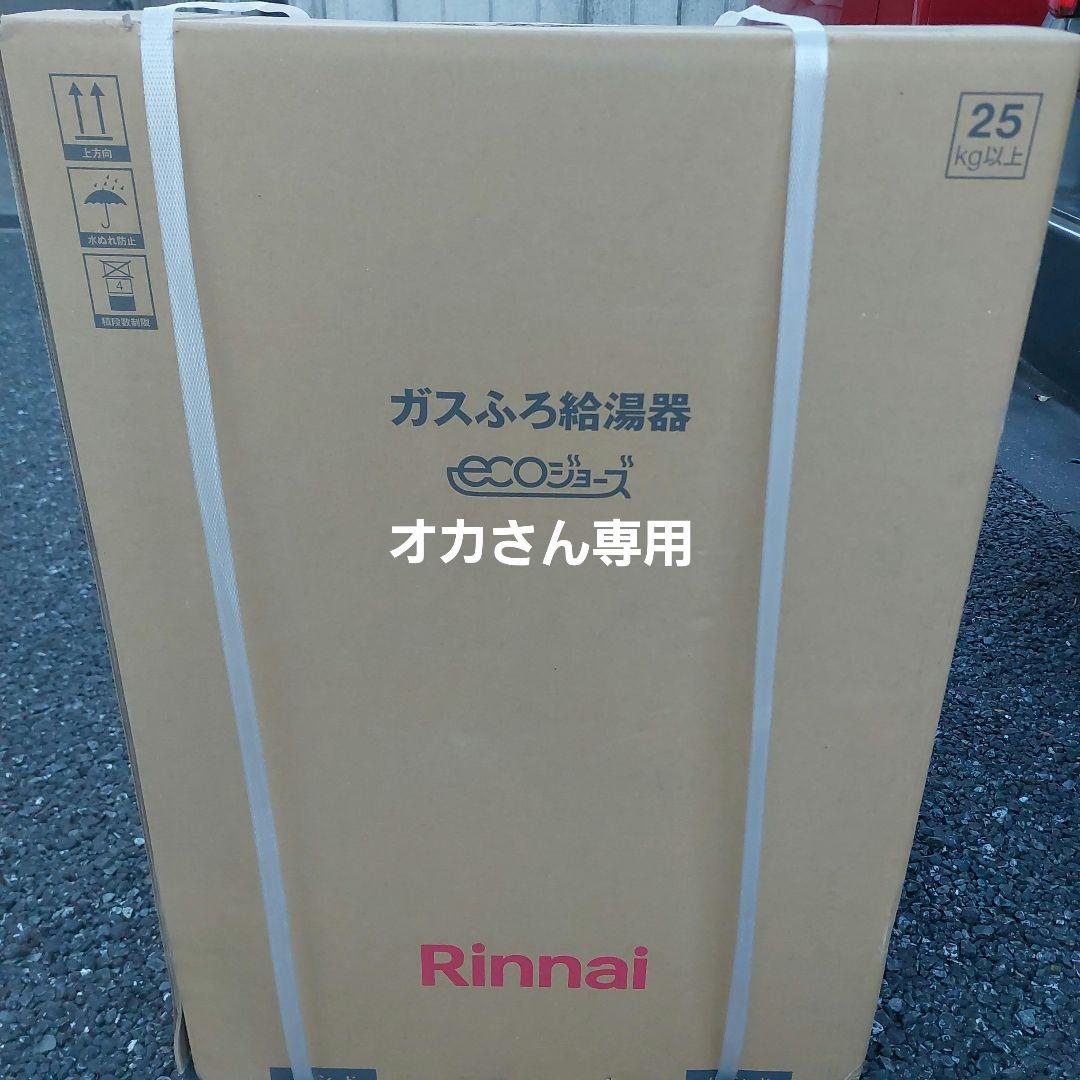 上方向
水ぬれ防止
4
積段数制限
25
kg以上
ガスふろ給湯器
ecoジョーズ
オカさん専用
Rinnai